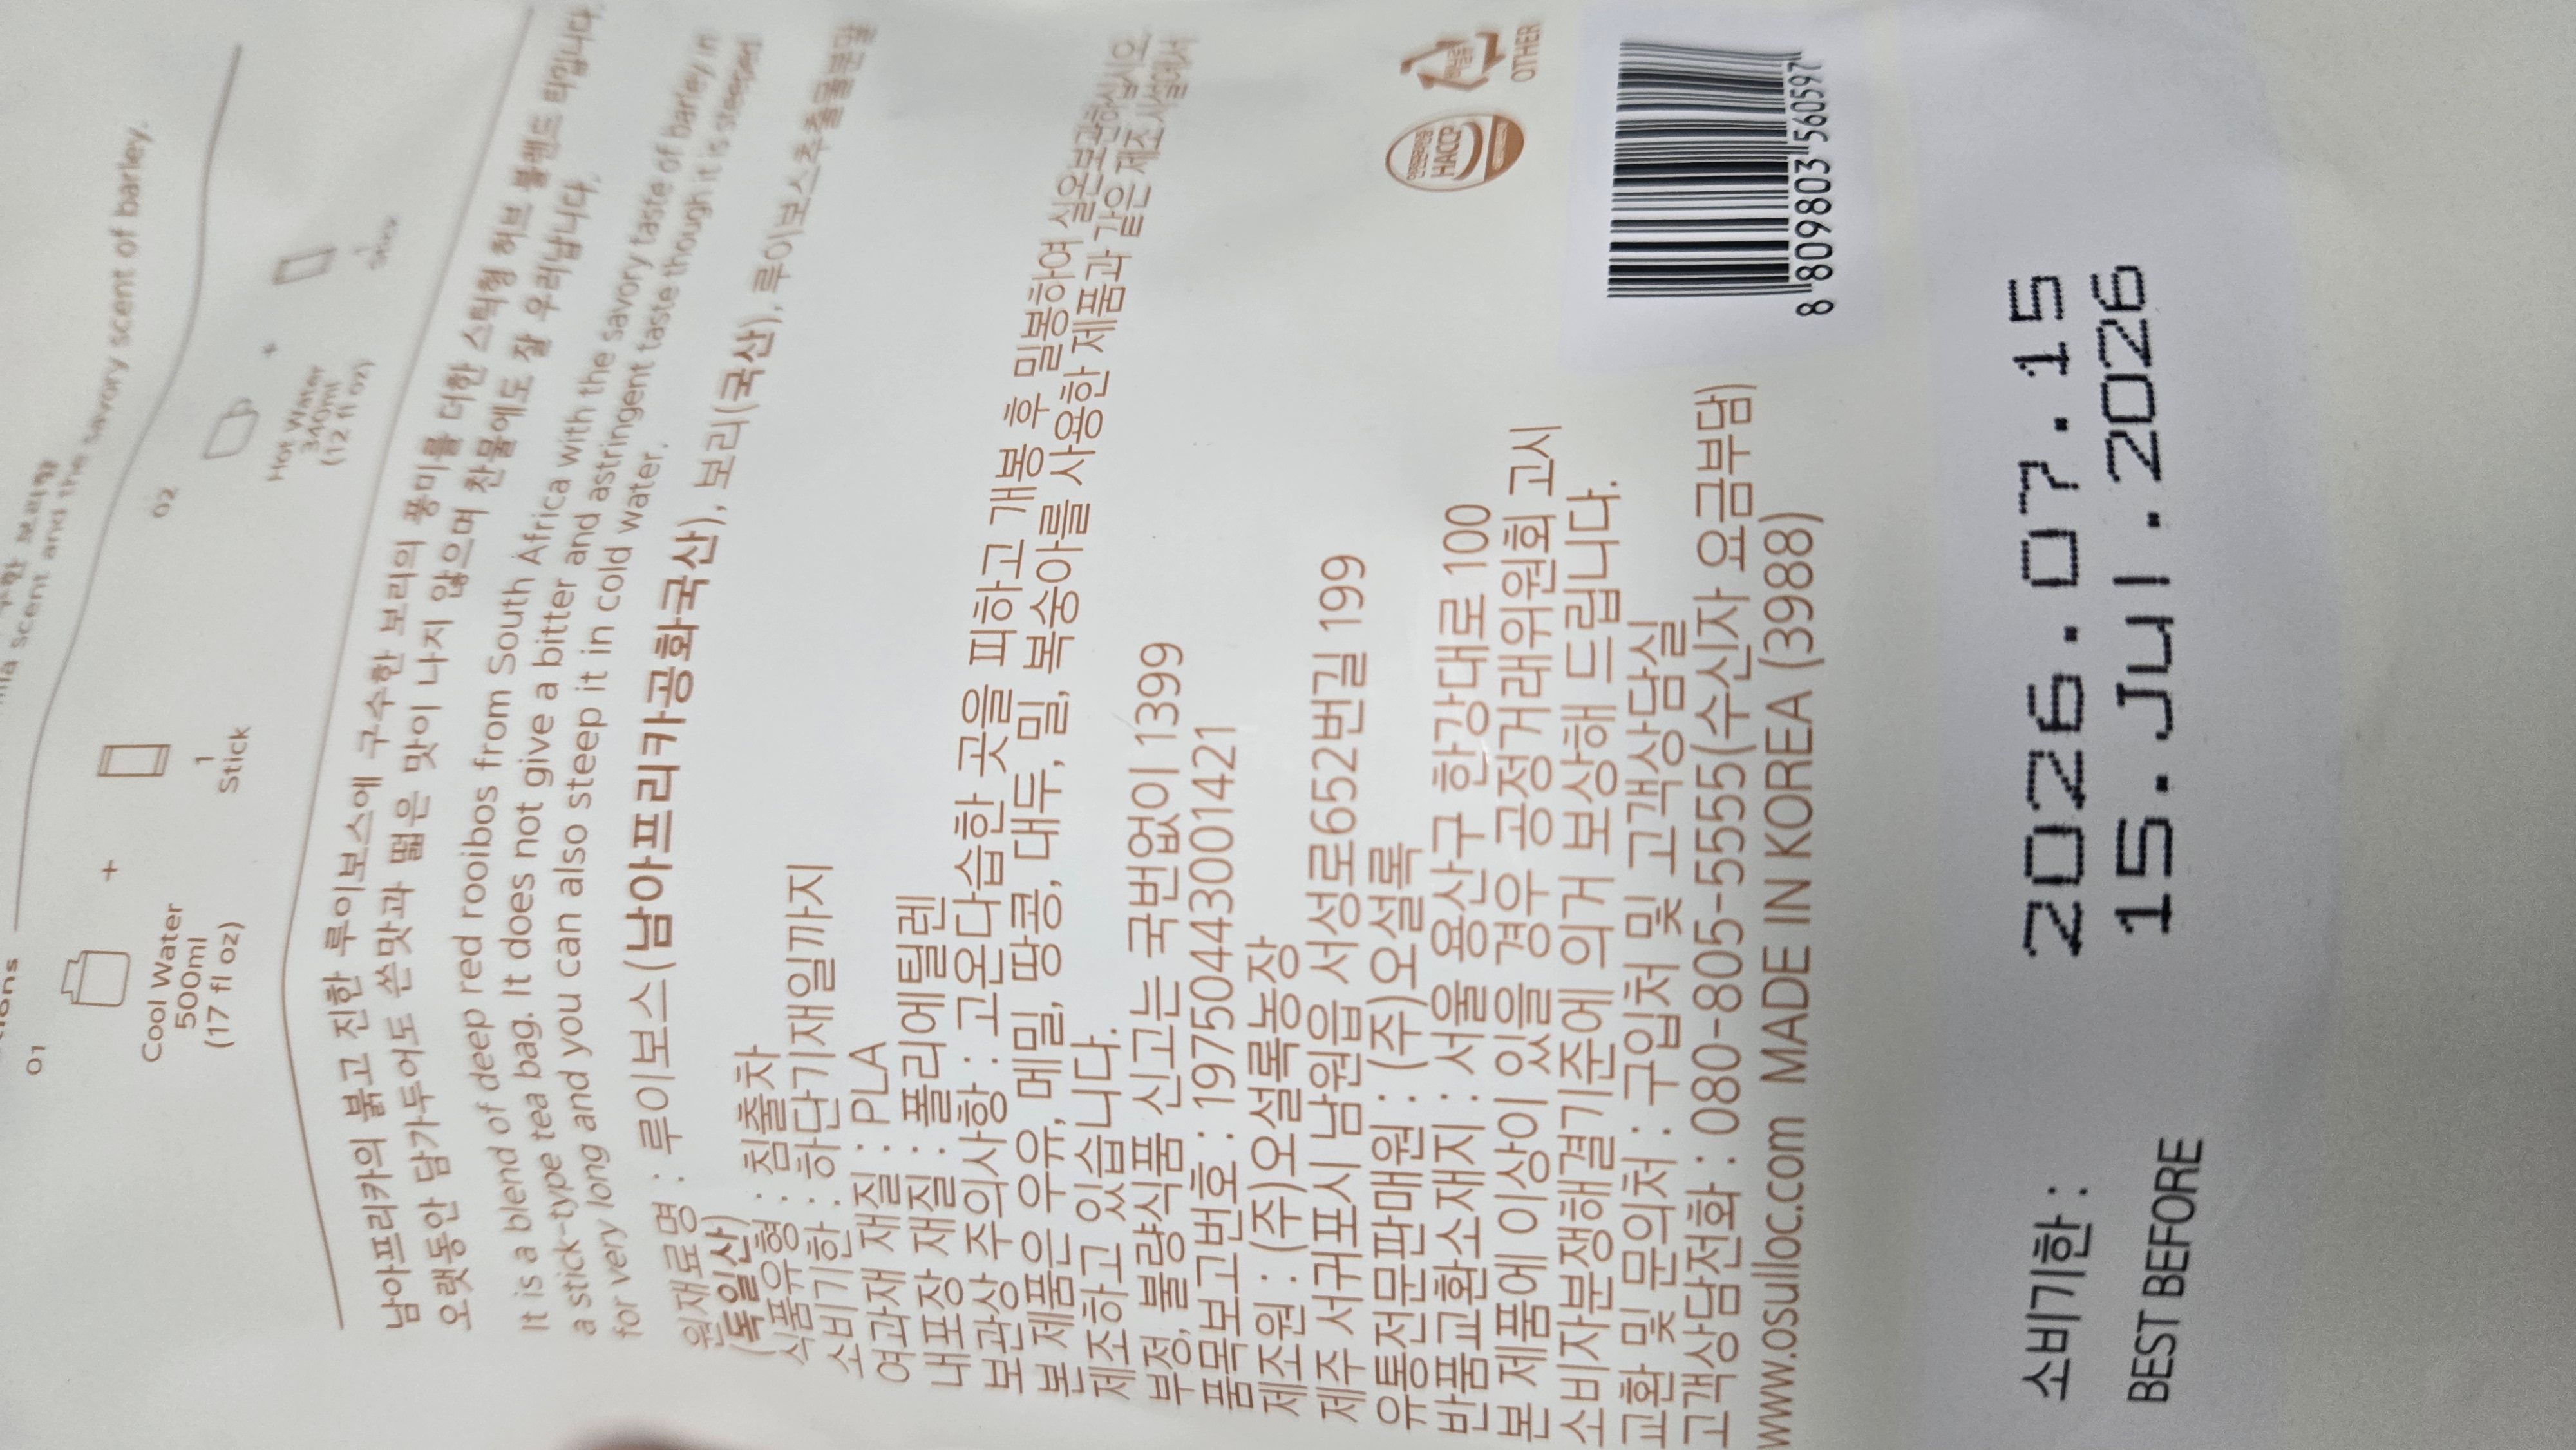 scent and the savory scent of barley.
01
Cool Water
500ml
(17 fl oz)
+
1
Stick
02
Hot Water
340ml
(12 fl oz)
+
1
Stick
남아프리카의 붉고 진한 루이보스에 구수한 보리의 풍미를 더한 스틱형 허브 블렌드 티입니다.
오랫동안 담가두어도 쓴맛과 떫은 맛이 나지 않으며 찬물에도 잘 우러납니다.
It is a blend of deep red rooibos from South Africa with the savory taste of barley in
a stick-type tea bag. It does not give a bitter and astringent taste though it is steeped
for very long and you can also steep it in cold water.
원재료명 : 루이보스(남아프리카공화국산), 보리(국산), 루이보스추출물분말
(독일산)
식품유형 : 침출차
소비기한 : 하단기재일까지
여과재 재질 : PLA
내포장 재질 : 폴리에틸렌
보관상 주의사항 : 고온다습한 곳을 피하고 개봉 후 밀봉하여 실온보관하십시오
본 제품은 우유, 메밀, 땅콩, 대두, 밀, 복숭아를 사용한 제품과 같은 제조시설에서
제조하고 있습니다.
부정, 불량식품 신고는 국번없이 1399
품목보고번호 : 19750443001421
제조원 : (주)오설록농장
제주 서귀포시 남원읍 서성로652번길 199
유통전문판매원 : (주)오설록
반품교환소재지 : 서울 용산구 한강대로 100
본 제품에 이상이 있을 경우 공정거래위원회 고시
소비자분쟁해결기준에 의거 보상해 드립니다.
교환 및 문의처 : 구입처 및 고객상담실
고객상담전화 : 080-805-5555(수신자 요금부담)
www.osulloc.com MADE IN KOREA (3988)
HACCP
OTHER
8 809803 560597
소비기한 : 2026.07.15
BEST BEFORE 15.Jul.2026